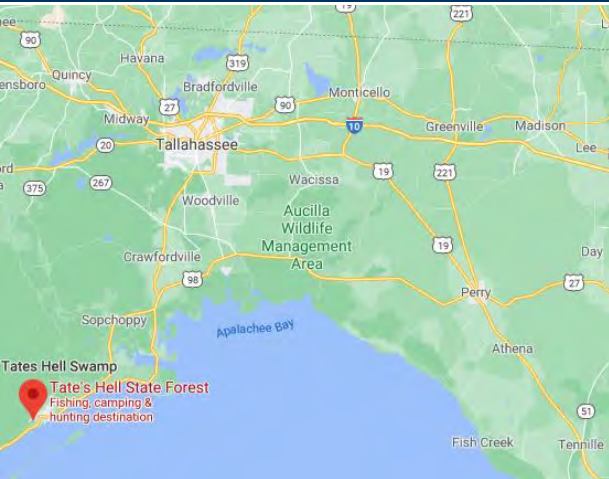 19
221
90
Havana
319
Quincy
Bradfordville
Monticello
90
27
Midway
10
Greenville
Madison
Tallahassee
20
Lee
Wacissa
19
221
375
267
Woodville
Aucilla
Wildlife
Management
Area
19
Crawfordville
Day
98
27
Perry
Sopchoppy
Apalachee Bay
Athena
Tates Hell Swamp
Tate's Hell State Forest
Fishing, camping &
hunting destination
51
Fish Creek
Tennille